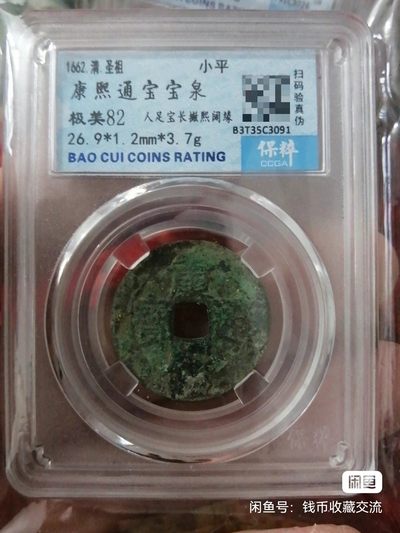 1662.清.圣祖 小平
康熙通宝宝泉
极美82 人足宝长撇熙阔缘
26.9*1.2mm*3.7g
BAO CUI COINS RATING
扫码验真伪
B3T35C3091
保粹
CCGA
闲鱼
闲鱼号：钱币收藏交流